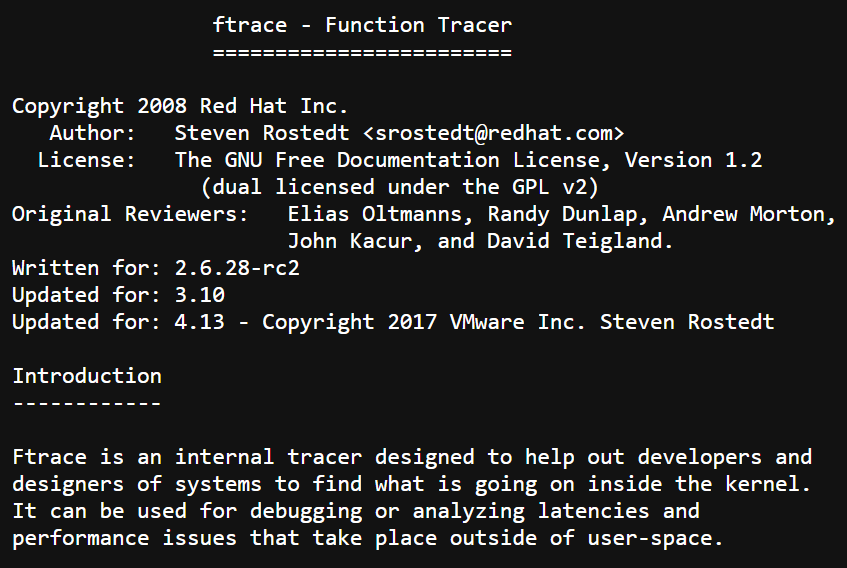 ftrace - Function Tracer
========================
Copyright 2008 Red Hat Inc.
Author: Steven Rostedt <srostedt@redhat.com>
License: The GNU Free Documentation License, Version 1.2
(dual licensed under the GPL v2)
Original Reviewers: Elias Oltmanns, Randy Dunlap, Andrew Morton,
John Kacur, and David Teigland.
Written for: 2.6.28-rc2
Updated for: 3.10
Updated for: 4.13 - Copyright 2017 VMware Inc. Steven Rostedt
Introduction
------------
Ftrace is an internal tracer designed to help out developers and
designers of systems to find what is going on inside the kernel.
It can be used for debugging or analyzing latencies and
performance issues that take place outside of user-space.